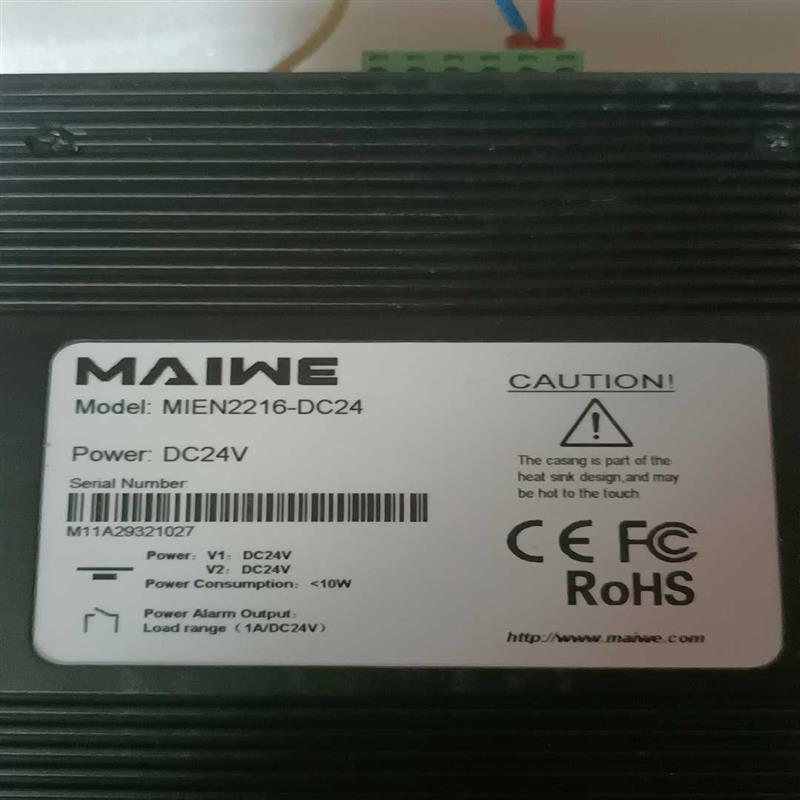 MAIWE
Model: MIEN2216-DC24
Power: DC24V
Serial Number:
M11A29321027
Power: V1: DC24V
V2: DC24V
Power Consumption: <10W
Power Alarm Output:
Load range (1A/DC24V)
CAUTION!
!
The casing is part of the
heat sink design,and may
be hot to the touch
CE FC
RoHS
http://www.maiwe.com